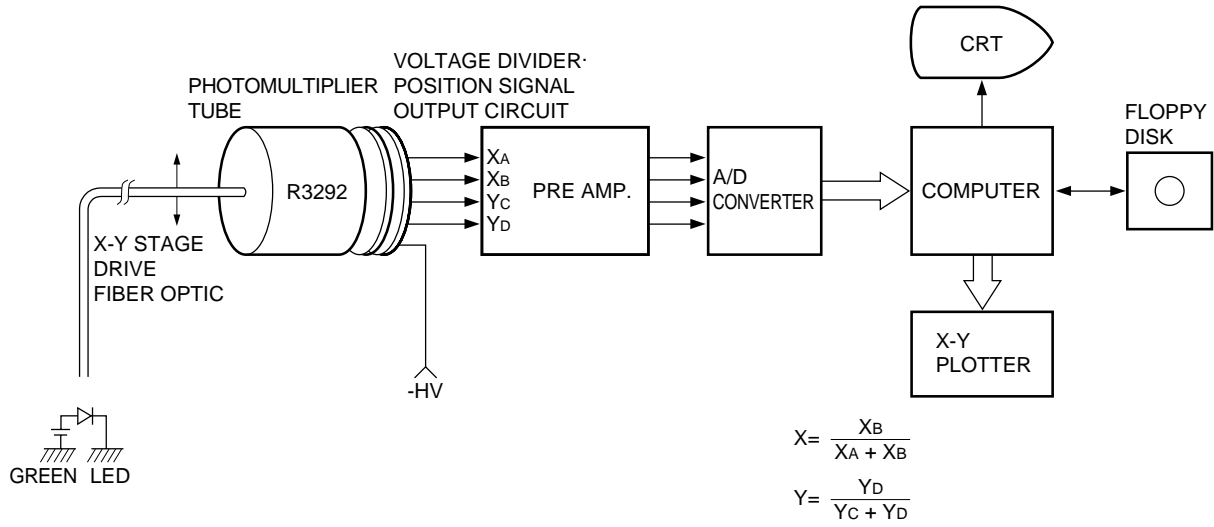 CRT
VOLTAGE DIVIDER·
POSITION SIGNAL
OUTPUT CIRCUIT
PHOTOMULTIPLIER
TUBE
FLOPPY
DISK
R3292
XA
XB
YC
YD
PRE AMP.
A/D
CONVERTER
COMPUTER
X-Y STAGE
DRIVE
FIBER OPTIC
X-Y
PLOTTER
-HV
GREEN LED
X= XB / XA + XB
Y= YD / YC + YD